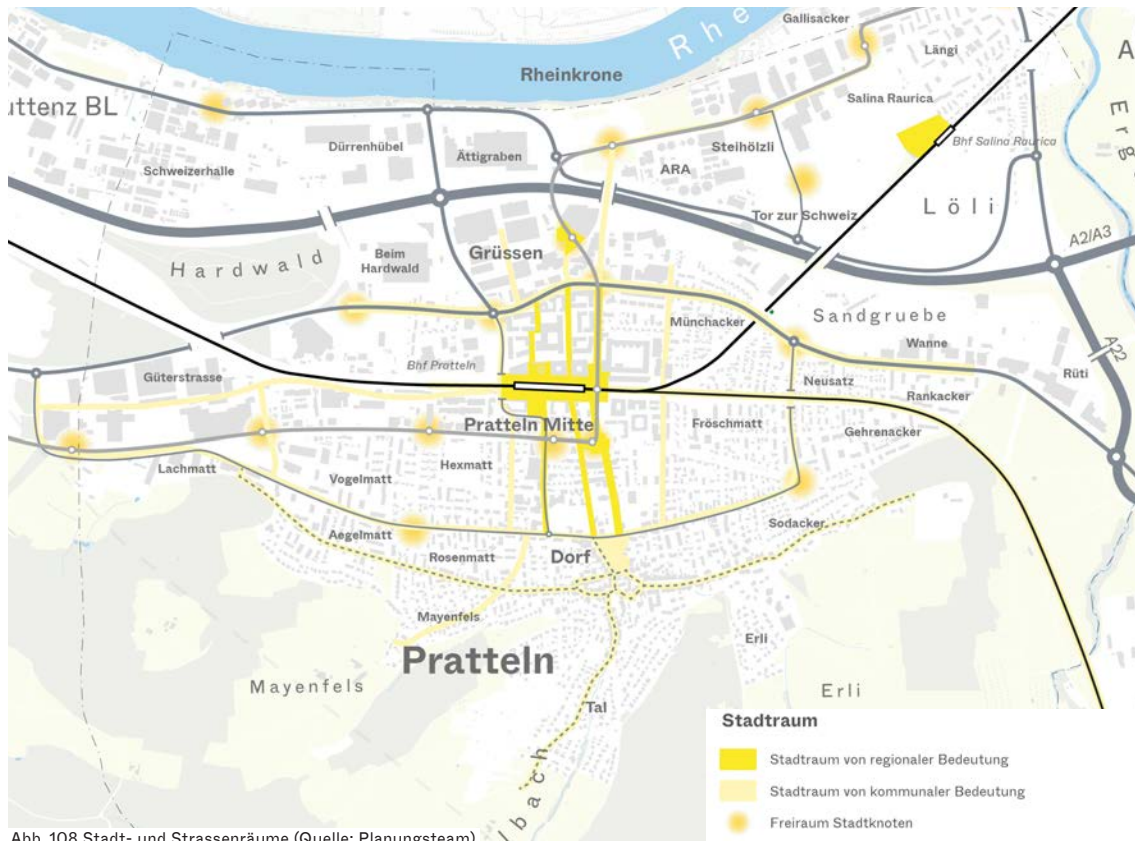 Gallisacker
Rhe
Längi
A
Rheinkrone
uttenz BL
Salina Raurica
Erg
Dürrenhübel
Ättigraben
Steihölzli
Bhf Salina Raurica
Schweizerhalle
ARA
Löli
Tor zur Schweiz
A2/A3
Hardwald
Beim
Hardwald
Grüssen
Münchacker
Sandgruebe
Wanne
A22
Bhf Pratteln
Güterstrasse
Neusatz
Rüti
Rankacker
Pratteln Mitte
Fröschmatt
Gehrenacker
Lachmatt
Hexmatt
Vogelmatt
Sodacker
Aegelmatt
Rosenmatt
Dorf
Mayenfels
Erli
Pratteln
Mayenfels
Erli
Tal
lbach
Stadtraum
Stadtraum von regionaler Bedeutung
Stadtraum von kommunaler Bedeutung
Freiraum Stadtknoten
Abb. 108 Stadt- und Strassenräume (Quelle: Planungsteam)